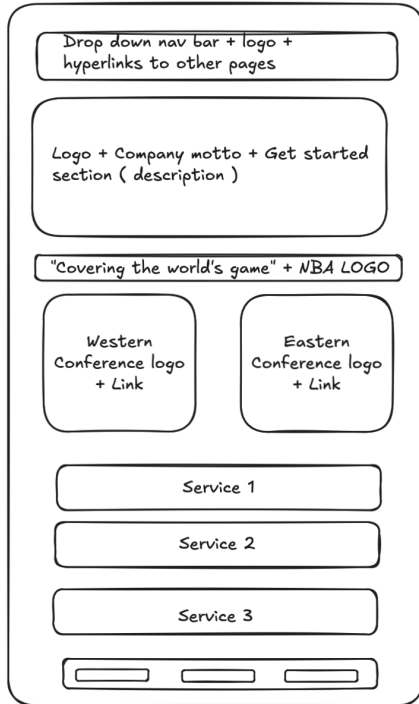 Drop down nav bar + logo +
hyperlinks to other pages
Logo + Company motto + Get started
section ( description )
"Covering the world's game" + NBA LOGO
Western
Conference logo
+ Link
Eastern
Conference logo
+ Link
Service 1
Service 2
Service 3